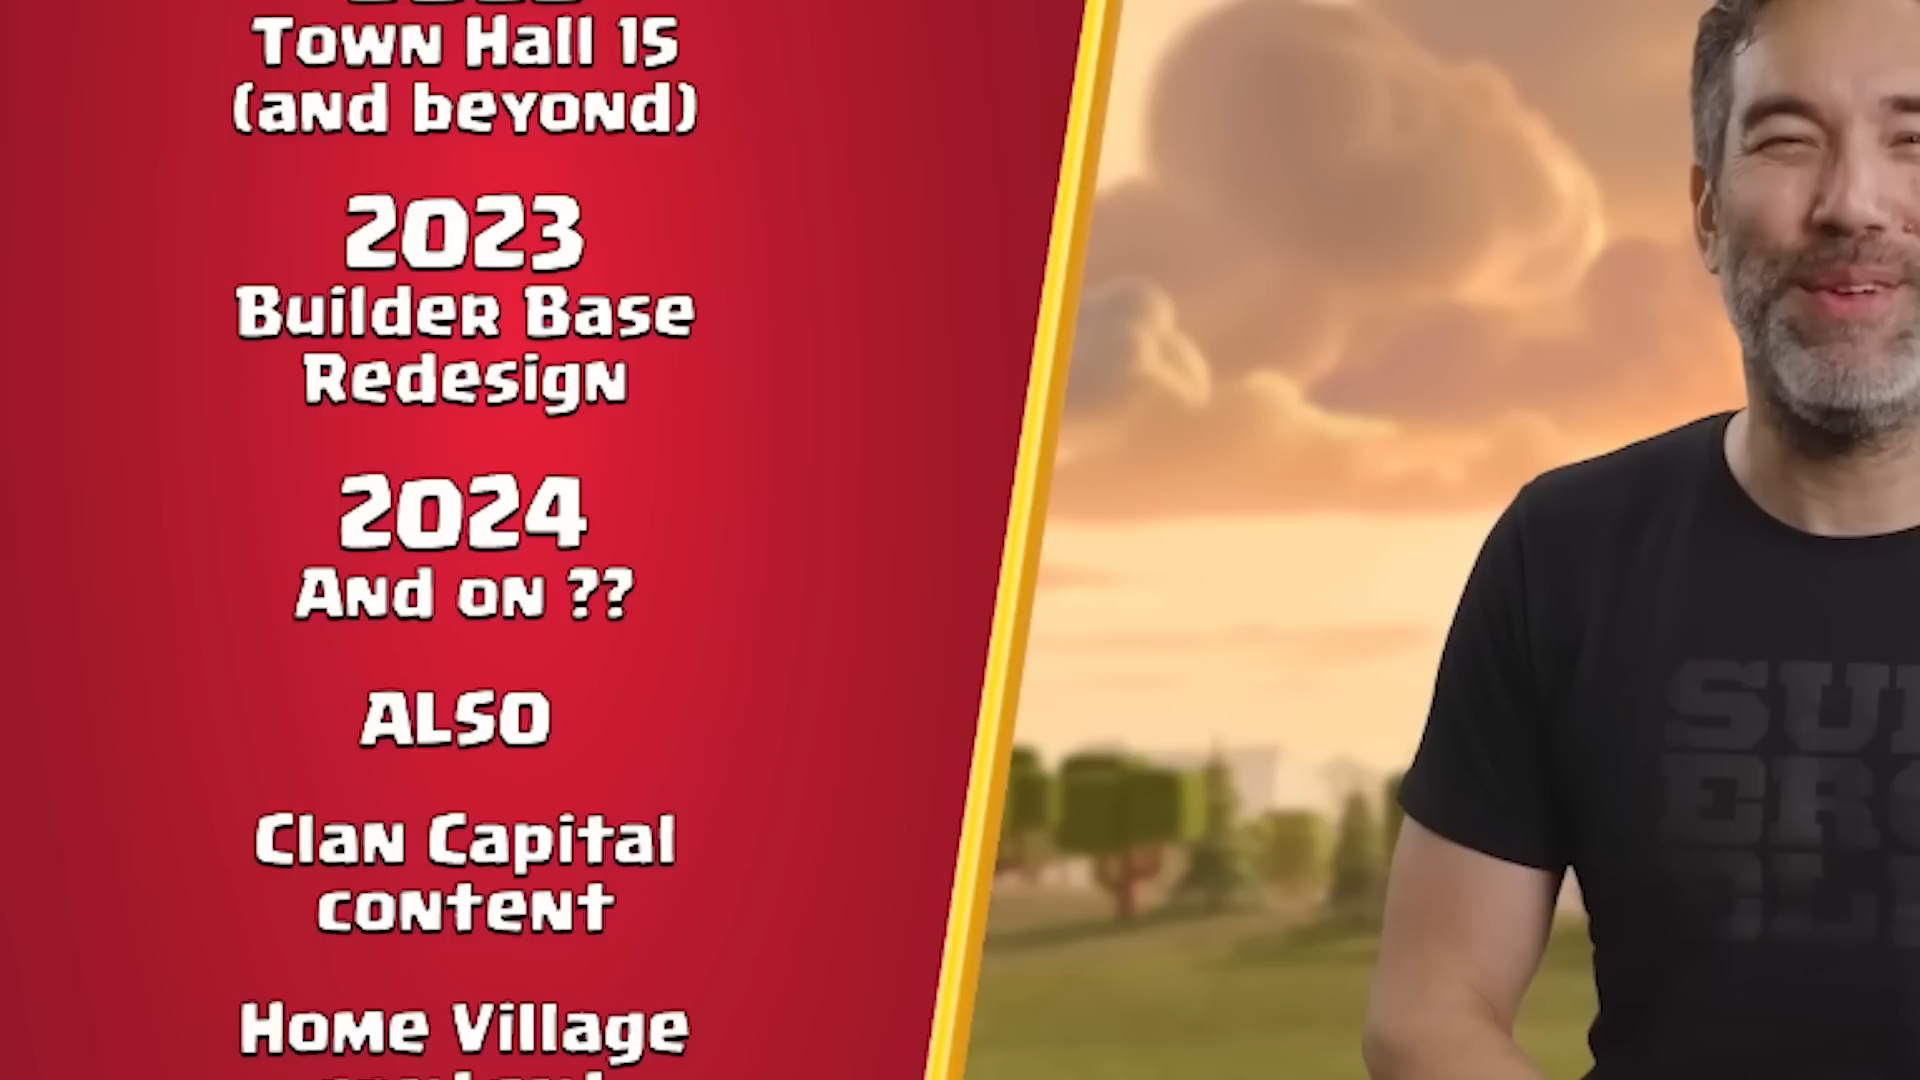 Town Hall 15
(and beyond)
2023
Builder Base
Redesign
2024
And on ??
ALSO
Clan Capital
content
Home Village